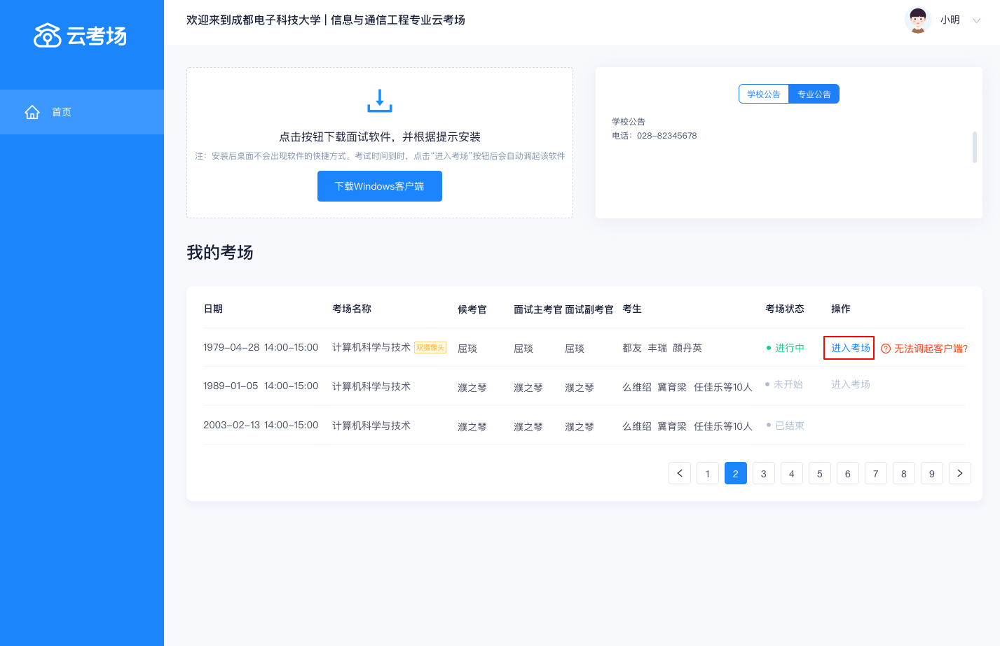 云考场
首页
欢迎来到成都电子科技大学 | 信息与通信工程专业云考场
小明
点击按钮下载面试软件，并根据提示安装
注：安装后桌面不会出现软件的快捷方式。考试时间到时，点击“进入考场”按钮后会自动调起该软件
下载Windows客户端
学校公告 专业公告
学校公告
电话：028-82345678
我的考场
日期 考场名称 候考官 面试主考官 面试副考官 考生 考场状态 操作
1979-04-28 14:00-15:00 计算机科学与技术 双摄像头 屈琰 屈琰 屈琰 都友 丰瑞 顏丹英 进行中 进入考场 无法调起客户端?
1989-01-05 14:00-15:00 计算机科学与技术 濮之琴 濮之琴 濮之琴 么维绍 冀育梁 任佳乐等10人 未开始 进入考场
2003-02-13 14:00-15:00 计算机科学与技术 濮之琴 濮之琴 濮之琴 么维绍 冀育梁 任佳乐等10人 已结束
1 2 3 4 5 6 7 8 9